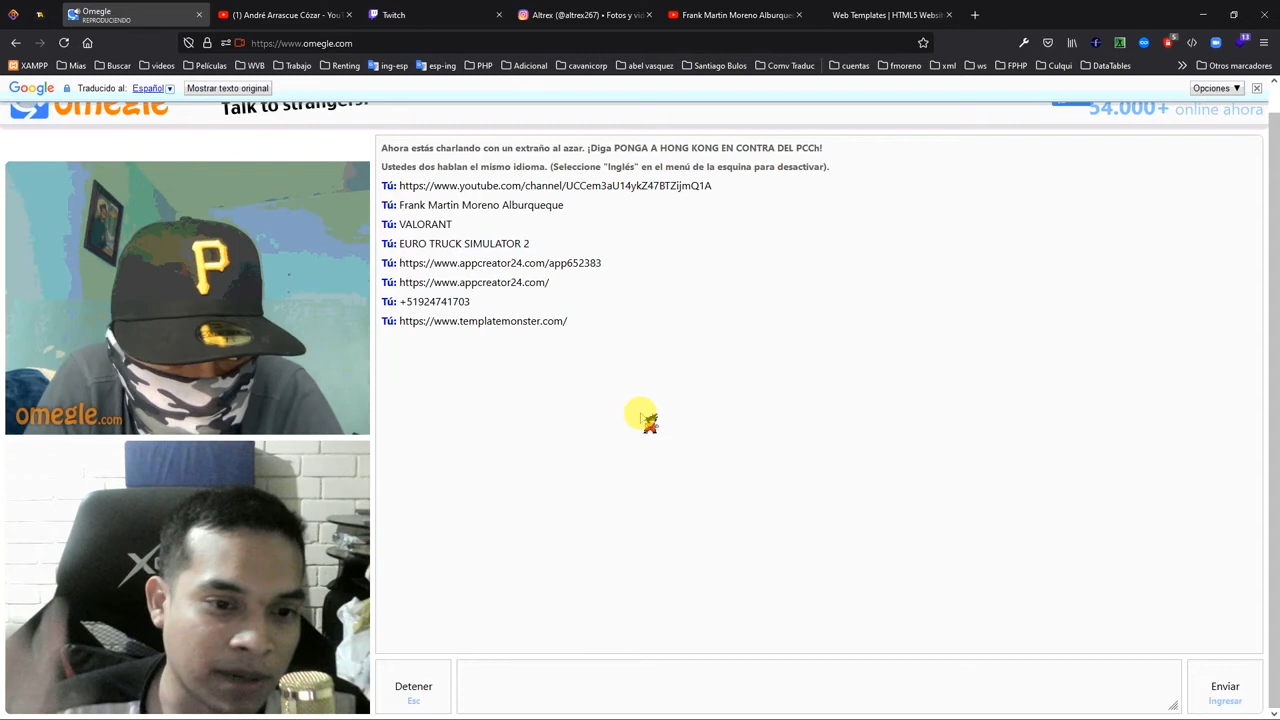 Omegle
REPRODUCIENDO
(1) André Arrascue Cózar - You
Twitch
Altrex (@altrex267) • Fotos y vid
Frank Martin Moreno Alburque
Web Templates | HTML5 Websit
https://www.omegle.com
5
13
XAMPP
Mias
Buscar
videos
Peliculas
WVB
Trabajo
Renting
ing-esp
esp-ing
PHP
Adicional
cavanicorp
abel vasquez
Santiago Bulos
Comv Traduc
cuentas
fmoreno
xml
ws
FPHP
Culqui
DataTables
Otros marcadores
Google
Traducido al:
Español
Mostrar texto original
Opciones ▼
omegle
Talk to strangers!
54.000+ online ahora
Ahora estás charlando con un extraño al azar. ¡Diga PONGA A HONG KONG EN CONTRA DEL PCCh!
Ustedes dos hablan el mismo idioma. (Seleccione "Inglés" en el menú de la esquina para desactivar).
Tú: https://www.youtube.com/channel/UCCem3aU14ykZ47BTZijmQ1A
Tú: Frank Martin Moreno Alburqueque
Tú: VALORANT
Tú: EURO TRUCK SIMULATOR 2
Tú: https://www.appcreator24.com/app652383
Tú: https://www.appcreator24.com/
Tú: +51924741703
Tú: https://www.templatemonster.com/
P
omegle.com
Detener
Esc
Enviar
Ingresar